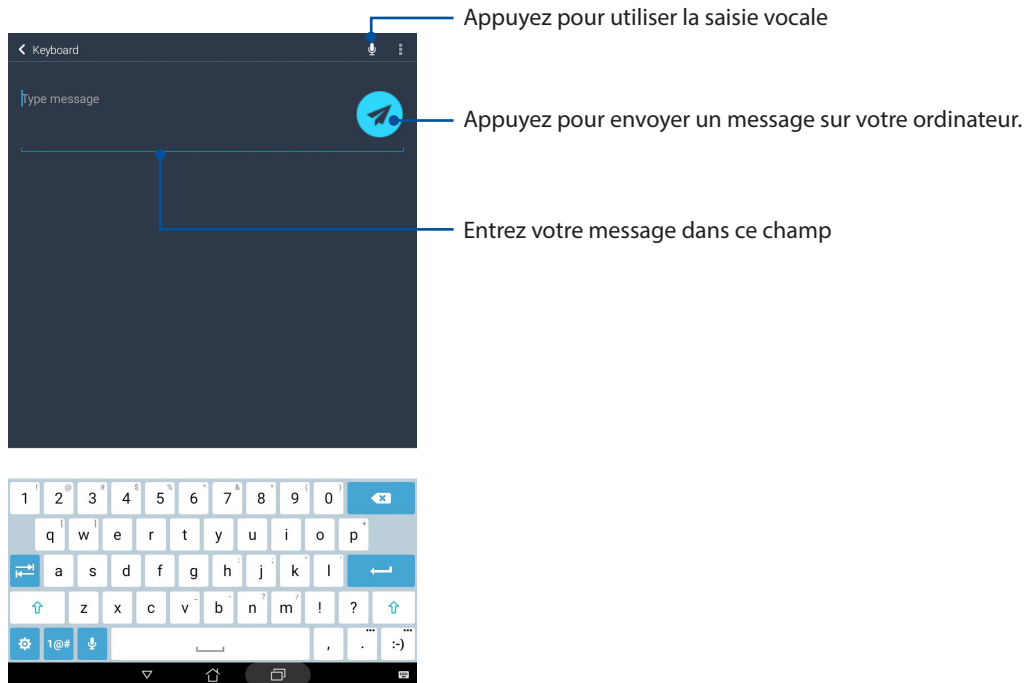 Appuyez pour utiliser la saisie vocale
Keyboard
Type message
Appuyez pour envoyer un message sur votre ordinateur.
Entrez votre message dans ce champ
1 ! 2 @ 3 # 4 $ 5 % 6 ^ 7 & 8 * 9 ( 0 )
q [ w ] e r t y u i o p +
a s d f g h : j ; k " l '
z x c v _ b - n ? m / ! ?
1@# , . ... :-) ...